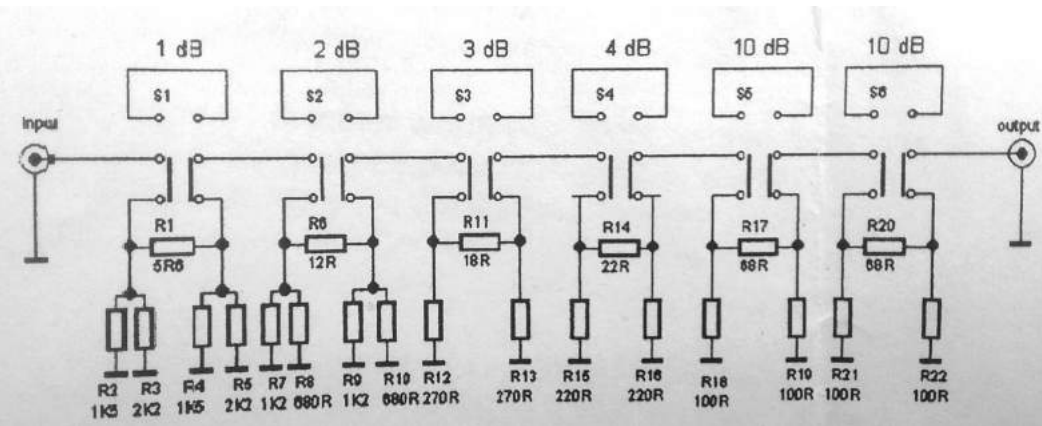 1 dB 2 dB 3 dB 4 dB 10 dB 10 dB
S1 S2 S3 S4 S5 S6
Input output
R1 R6 R11 R14 R17 R20
5R6 12R 18R 22R 68R 68R
R2 R3 R4 R5 R7 R8 R9 R10 R12 R13 R15 R16 R18 R19 R21 R22
1K5 2K2 1K5 2K2 1K2 680R 1K2 680R 270R 270R 220R 220R 100R 100R 100R 100R